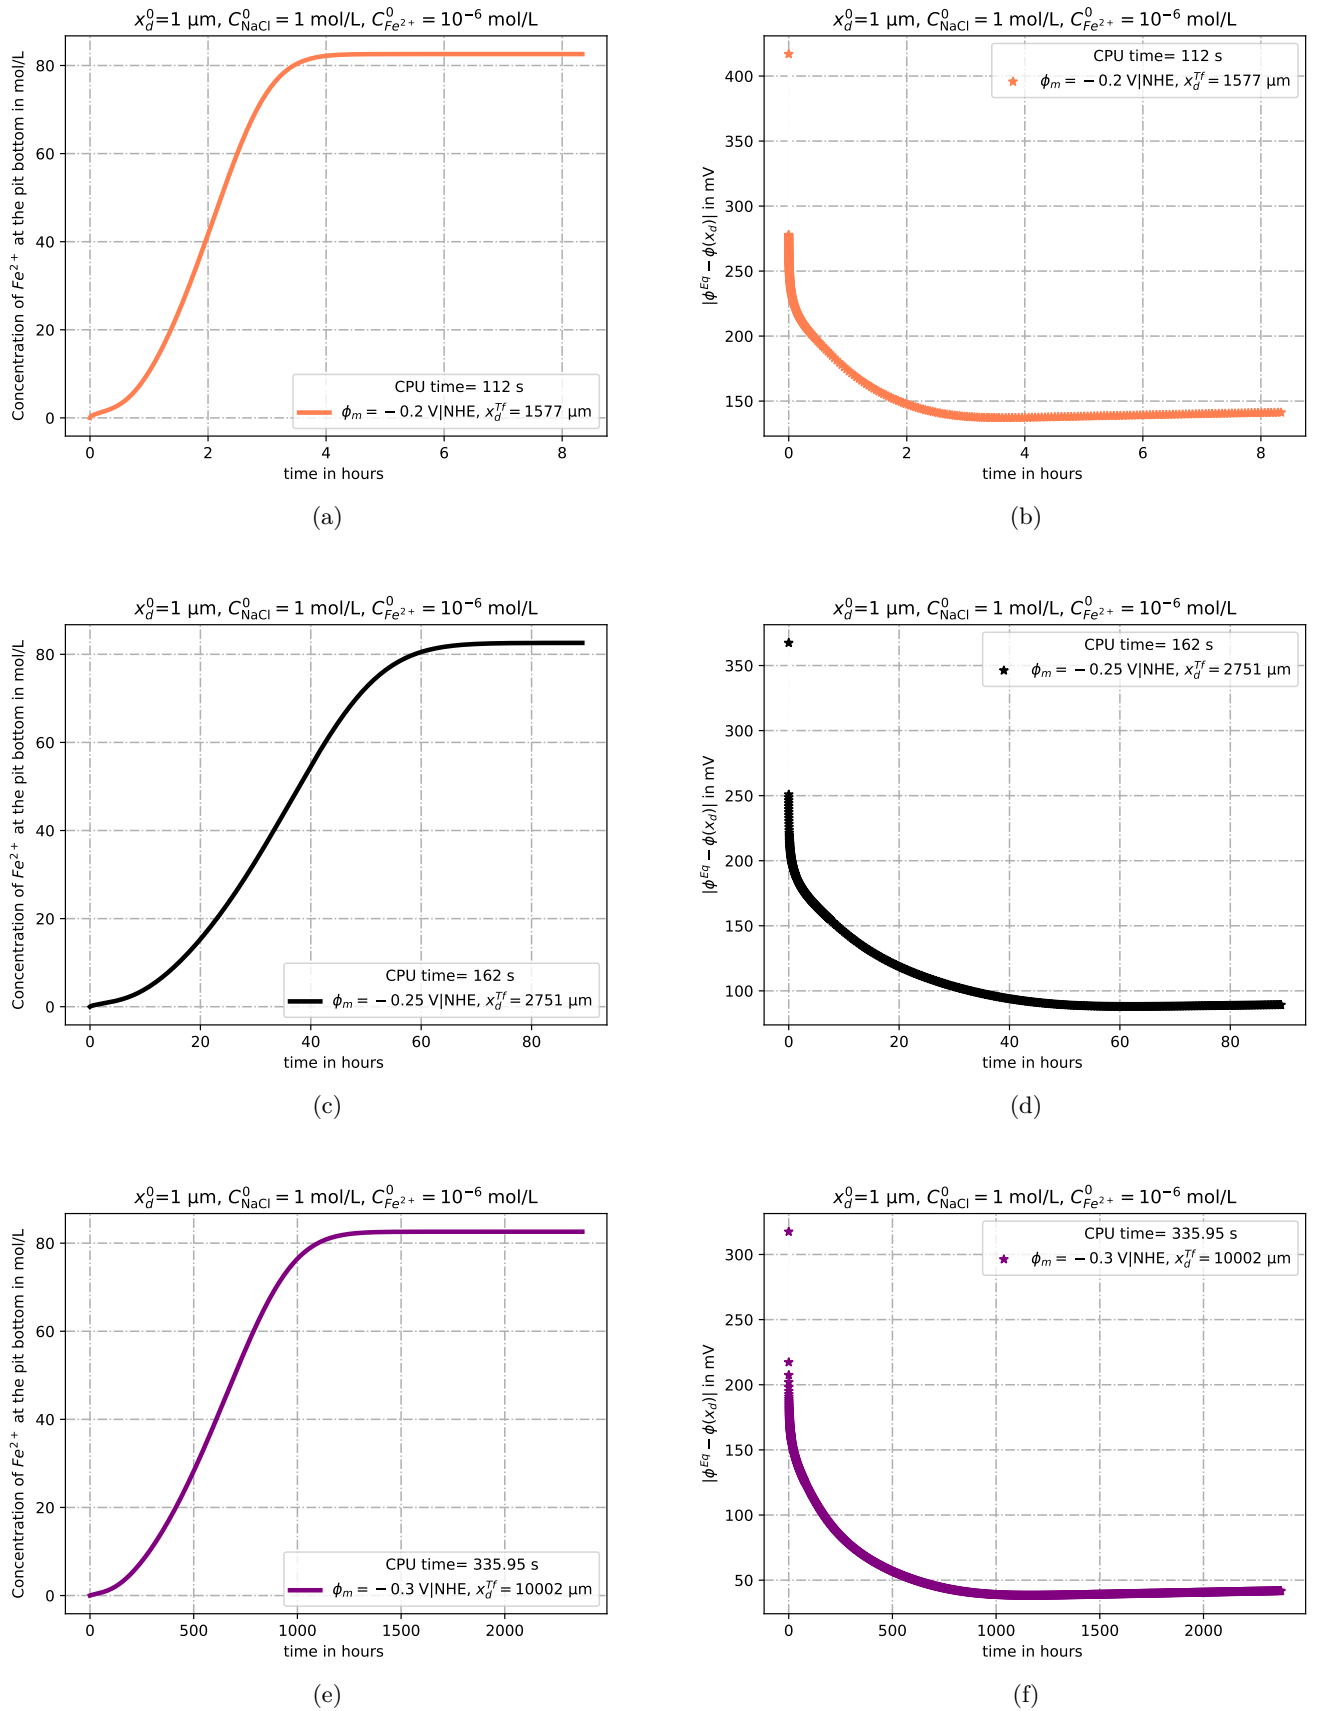 x_d^0=1 µm, C_NaCl^0 = 1 mol/L, C_{Fe^{2+}}^0 = 10^{−6} mol/L
Concentration of Fe^{2+} at the pit bottom in mol/L
80
60
40
20
0
CPU time= 112 s
ϕ_m = −0.2 V|NHE, x_d^{Tf} = 1577 µm
0 2 4 6 8
time in hours
(a)
x_d^0=1 µm, C_NaCl^0 = 1 mol/L, C_{Fe^{2+}}^0 = 10^{−6} mol/L
|ϕ^{Eq} − ϕ(x_d)| in mV
400
350
300
250
200
150
CPU time= 112 s
ϕ_m = −0.2 V|NHE, x_d^{Tf} = 1577 µm
0 2 4 6 8
time in hours
(b)
x_d^0=1 µm, C_NaCl^0 = 1 mol/L, C_{Fe^{2+}}^0 = 10^{−6} mol/L
Concentration of Fe^{2+} at the pit bottom in mol/L
80
60
40
20
0
CPU time= 162 s
ϕ_m = −0.25 V|NHE, x_d^{Tf} = 2751 µm
0 20 40 60 80
time in hours
(c)
x_d^0=1 µm, C_NaCl^0 = 1 mol/L, C_{Fe^{2+}}^0 = 10^{−6} mol/L
|ϕ^{Eq} − ϕ(x_d)| in mV
350
300
250
200
150
100
CPU time= 162 s
ϕ_m = −0.25 V|NHE, x_d^{Tf} = 2751 µm
0 20 40 60 80
time in hours
(d)
x_d^0=1 µm, C_NaCl^0 = 1 mol/L, C_{Fe^{2+}}^0 = 10^{−6} mol/L
Concentration of Fe^{2+} at the pit bottom in mol/L
80
60
40
20
0
CPU time= 335.95 s
ϕ_m = −0.3 V|NHE, x_d^{Tf} = 10002 µm
0 500 1000 1500 2000
time in hours
(e)
x_d^0=1 µm, C_NaCl^0 = 1 mol/L, C_{Fe^{2+}}^0 = 10^{−6} mol/L
|ϕ^{Eq} − ϕ(x_d)| in mV
300
250
200
150
100
50
CPU time= 335.95 s
ϕ_m = −0.3 V|NHE, x_d^{Tf} = 10002 µm
0 500 1000 1500 2000
time in hours
(f)